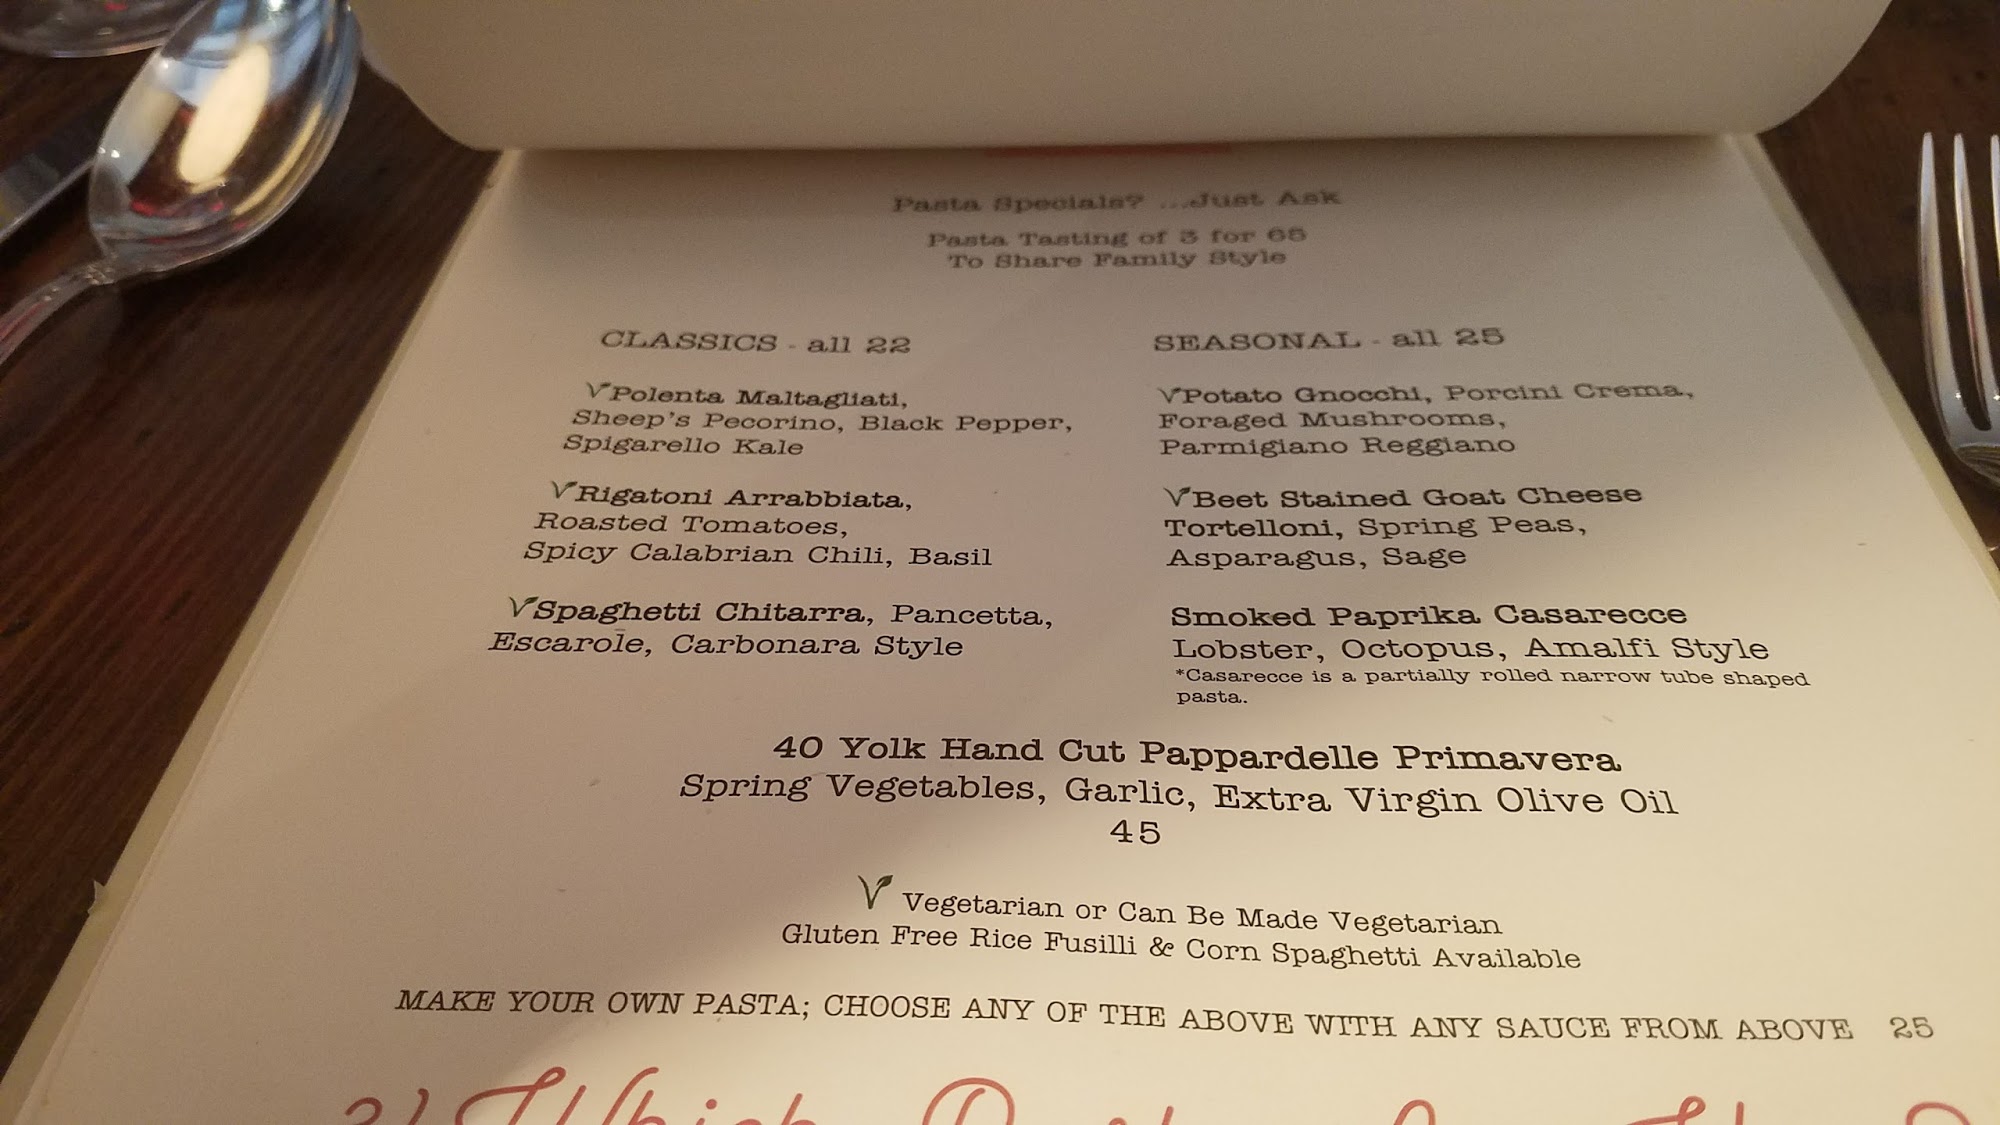 Pasta Specials? ...Just Ask
Pasta Tasting of 3 for 65
To Share Family Style
CLASSICS - all 22
Polenta Maltagliati,
Sheep's Pecorino, Black Pepper,
Spigarello Kale
Rigatoni Arrabbiata,
Roasted Tomatoes,
Spicy Calabrian Chili, Basil
Spaghetti Chitarra, Pancetta,
Escarole, Carbonara Style
SEASONAL - all 25
Potato Gnocchi, Porcini Crema,
Foraged Mushrooms,
Parmigiano Reggiano
Beet Stained Goat Cheese
Tortelloni, Spring Peas,
Asparagus, Sage
Smoked Paprika Casarecce
Lobster, Octopus, Amalfi Style
*Casarecce is a partially rolled narrow tube shaped
pasta.
40 Yolk Hand Cut Pappardelle Primavera
Spring Vegetables, Garlic, Extra Virgin Olive Oil
45
V Vegetarian or Can Be Made Vegetarian
Gluten Free Rice Fusilli & Corn Spaghetti Available
MAKE YOUR OWN PASTA; CHOOSE ANY OF THE ABOVE WITH ANY SAUCE FROM ABOVE 25